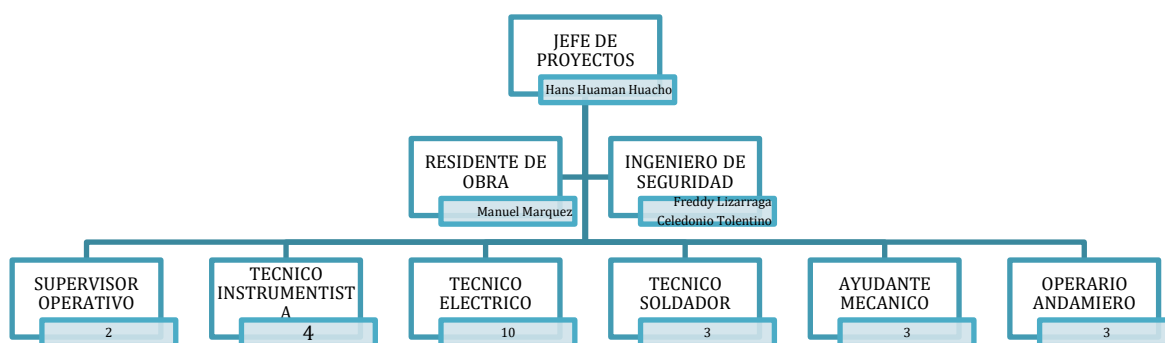 JEFE DE
PROYECTOS
Hans Huaman Huacho
RESIDENTE DE
OBRA
Manuel Marquez
INGENIERO DE
SEGURIDAD
Freddy Lizarraga
Celedonio Tolentino
SUPERVISOR
OPERATIVO
2
TECNICO
INSTRUMENTIST
A
4
TECNICO
ELECTRICO
10
TECNICO
SOLDADOR
3
AYUDANTE
MECANICO
3
OPERARIO
ANDAMIERO
3